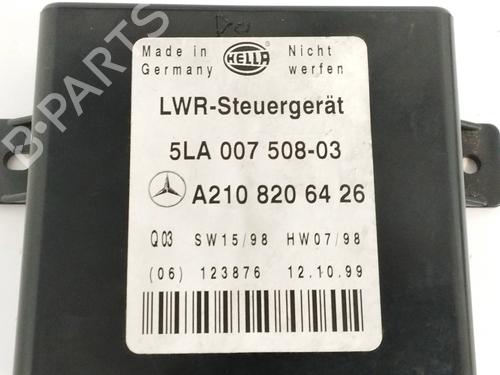 Made in Germany
HELLA
Nicht werfen
LWR-Steuergerät
5LA 007 508-03
A210 820 64 26
Q03 SW15/98 HW07/98
(06) 123876 12.10.99
B-PARTS